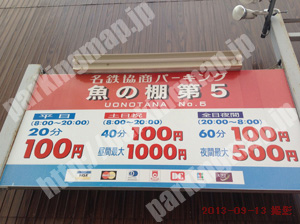 名鉄協商パーキング
魚の棚第5
UONOTANA No.5
平日 土日祝 全日夜間
(8:00~20:00) (8:00~20:00) (20:00~8:00)
20分 40分 100円 60分 100円
100円 昼間最大 1000円 夜間最大 500円
VISA
2013-09-13
parkingmap.jp